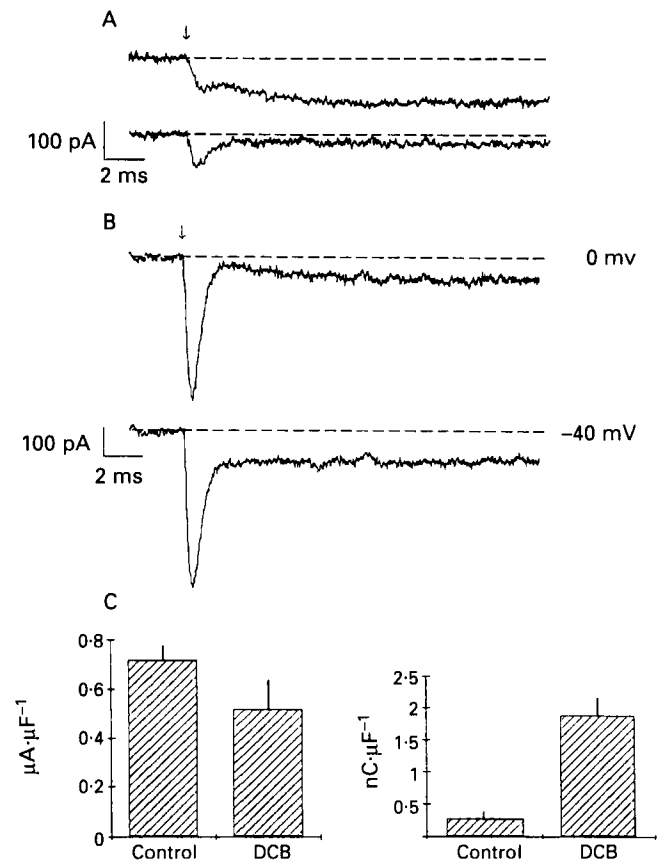 A
↓
100 pA
2 ms
B
↓
0 mv
100 pA
–40 mV
2 ms
C
0·8
0·6
0·4
0·2
0
μA·μF⁻¹
Control
DCB
2·5
2
1·5
1
0·5
nC·μF⁻¹
Control
DCB